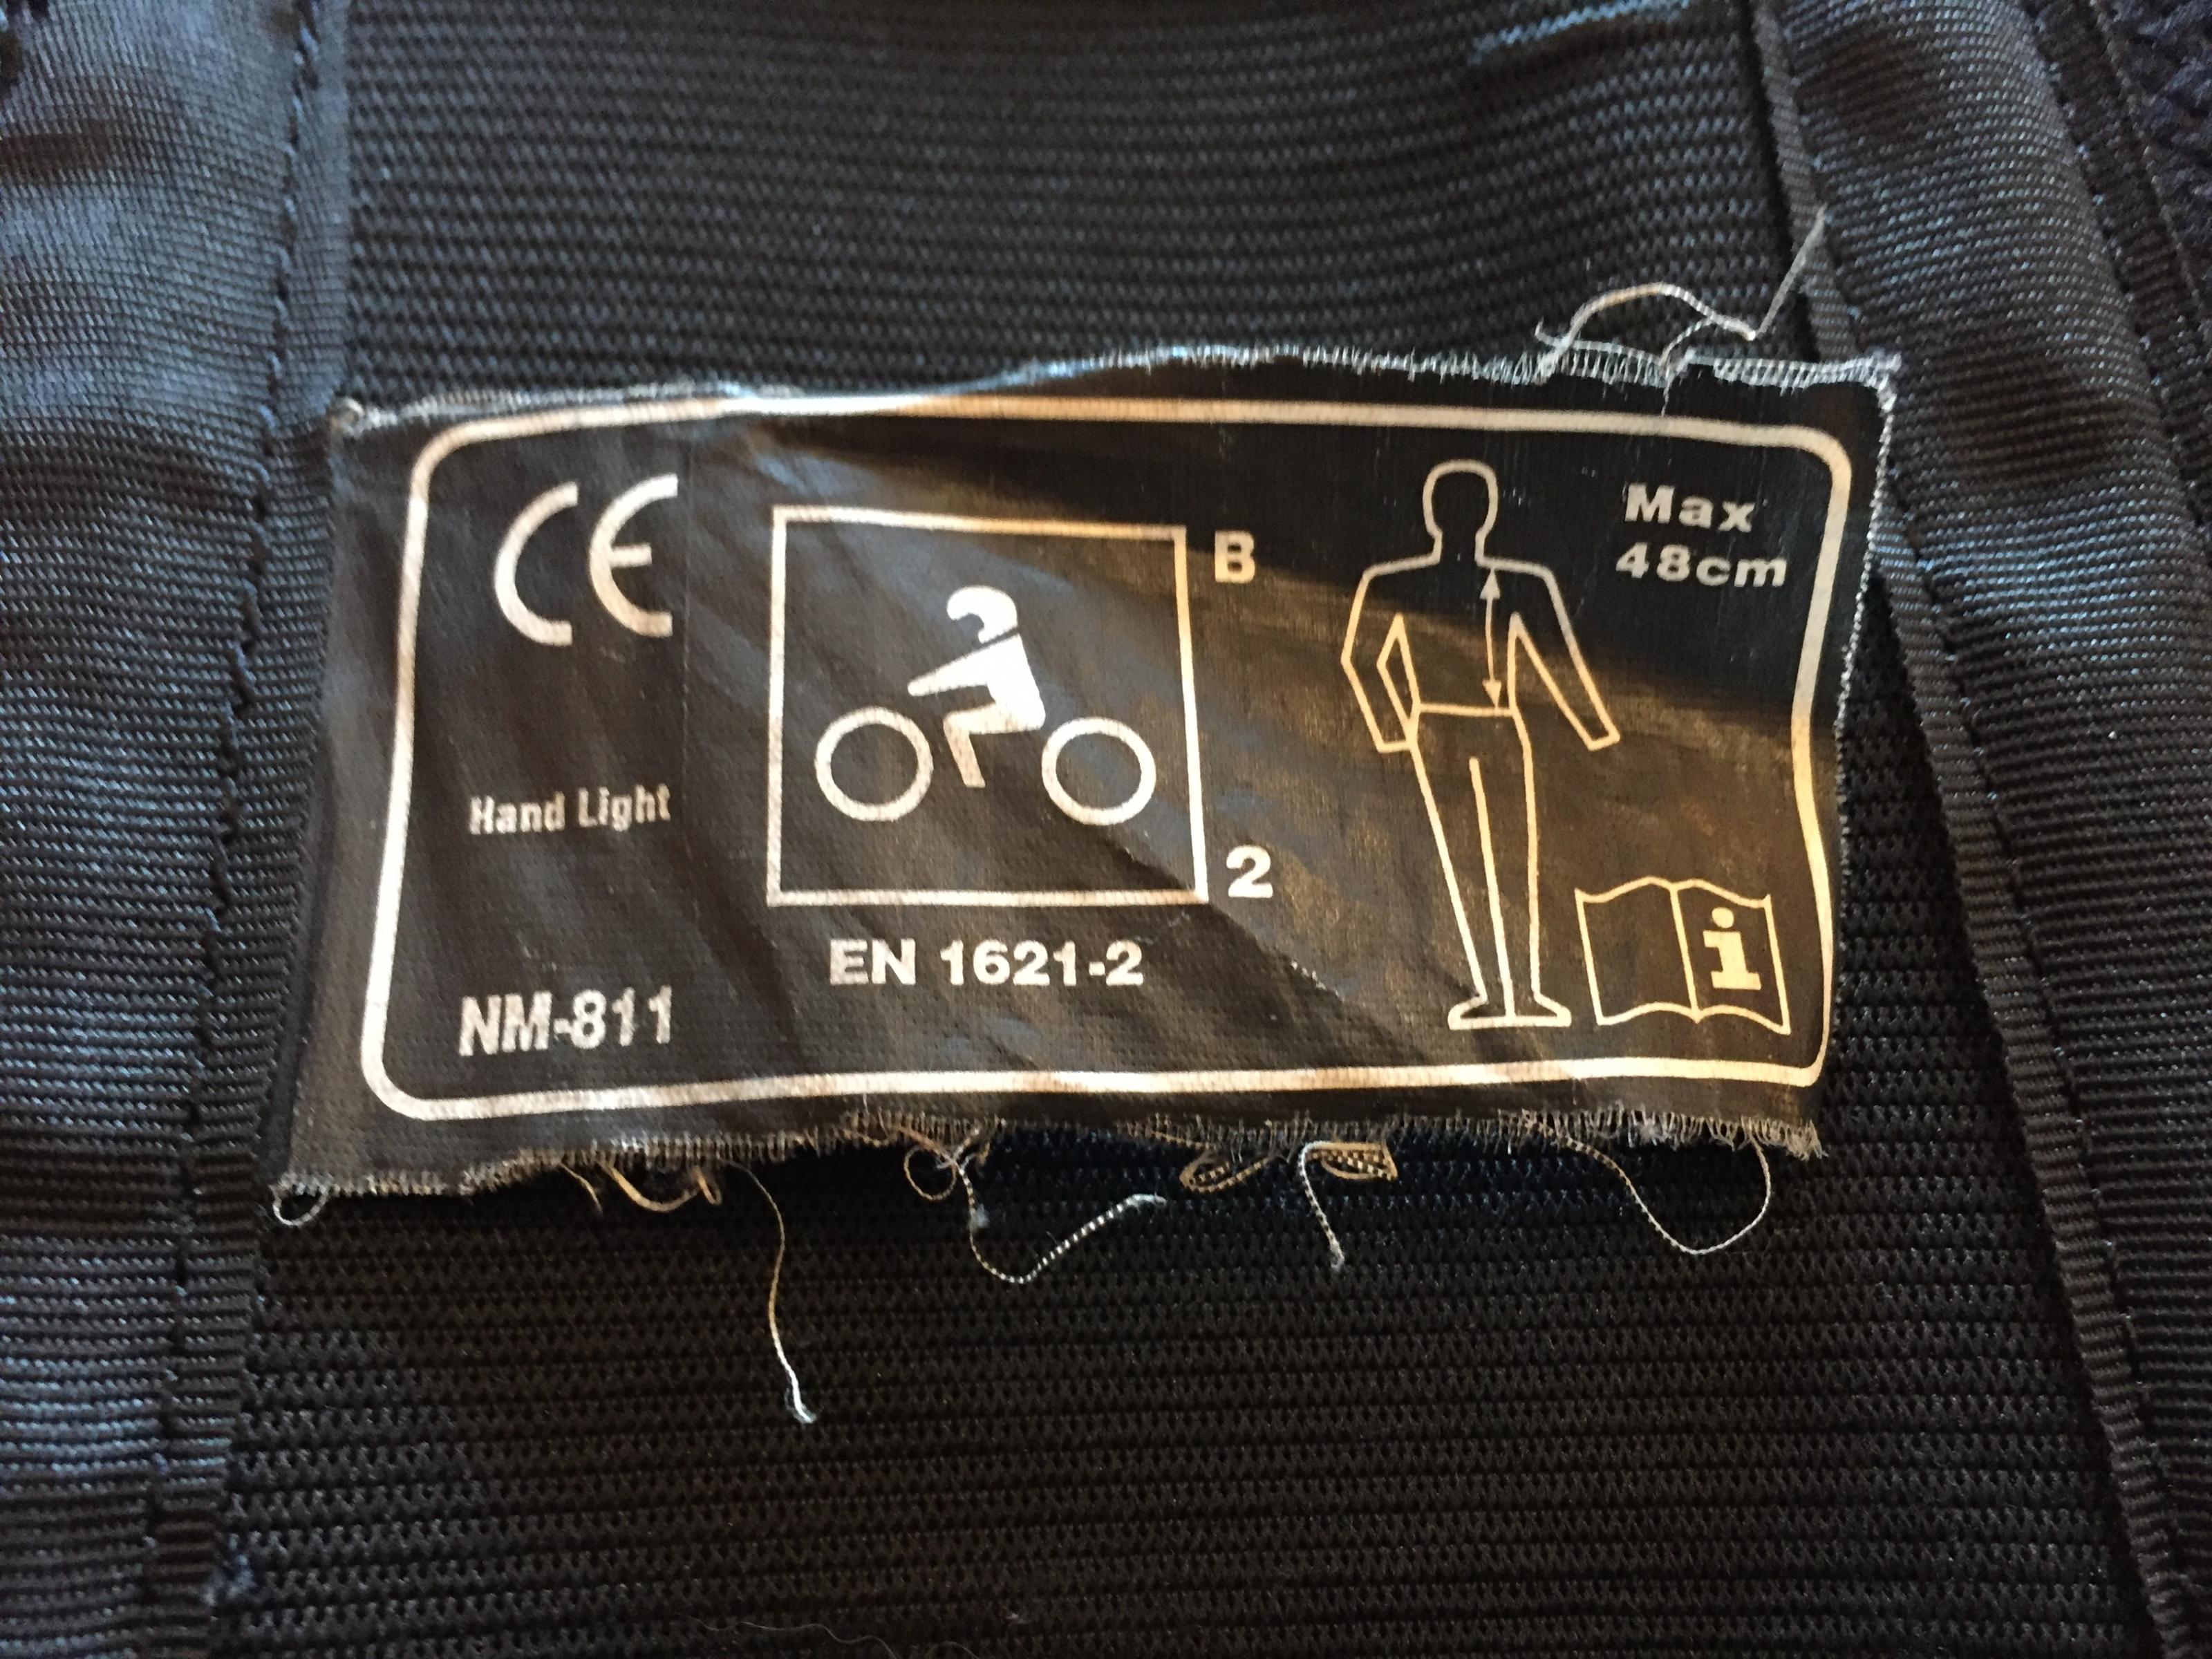 CE
Hand Light
NM-811
B
2
EN 1621-2
Max
48cm
i